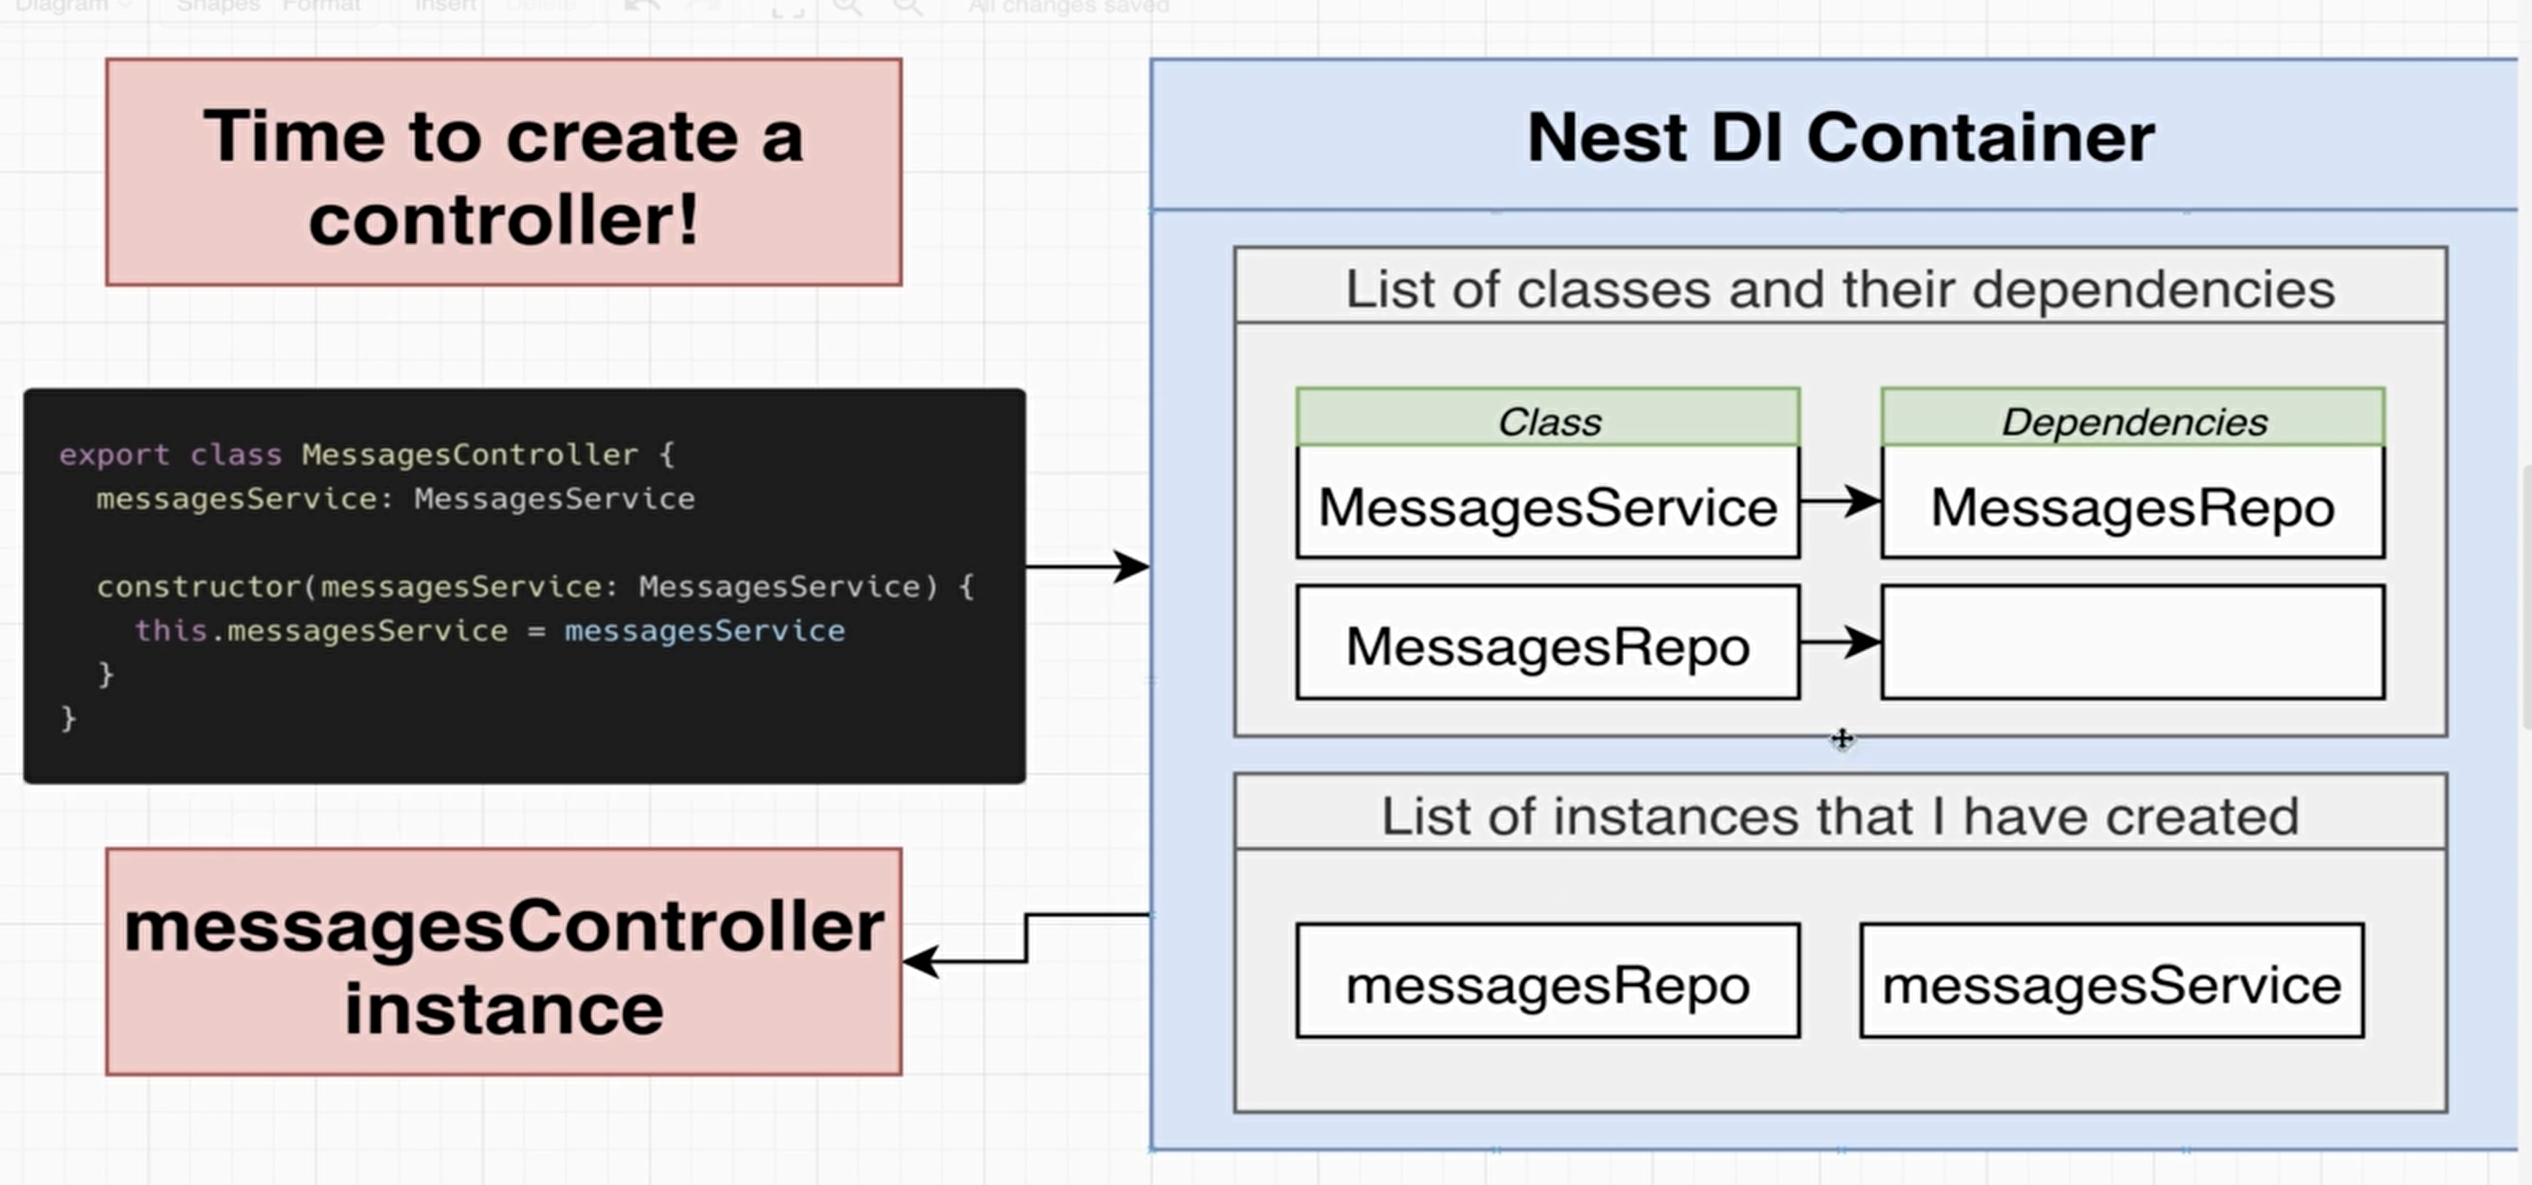 Diagram Shapes Format Insert Delete All changes saved
Time to create a
controller!
export class MessagesController {
  messagesService: MessagesService
  constructor(messagesService: MessagesService) {
    this.messagesService = messagesService
  }
}
messagesController
instance
Nest DI Container
List of classes and their dependencies
Class Dependencies
MessagesService MessagesRepo
MessagesRepo
List of instances that I have created
messagesRepo messagesService